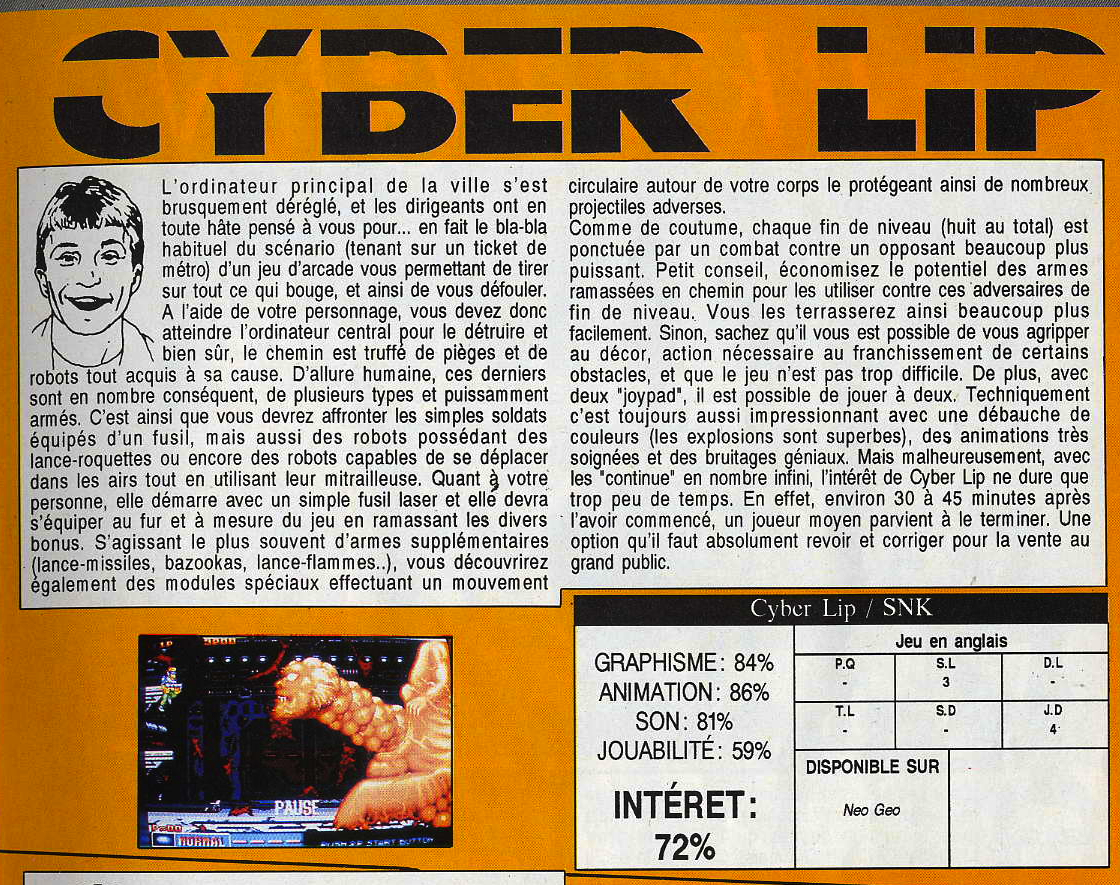 CYBER LIP
L'ordinateur principal de la ville s'est
brusquement déréglé, et les dirigeants ont en
toute hâte pensé à vous pour... en fait le bla-bla
habituel du scénario (tenant sur un ticket de
métro) d'un jeu d'arcade vous permettant de tirer
sur tout ce qui bouge, et ainsi de vous défouler.
A l'aide de votre personnage, vous devez donc
atteindre l'ordinateur central pour le détruire et
bien sûr, le chemin est truffé de pièges et de
robots tout acquis à sa cause. D'allure humaine, ces derniers
sont en nombre conséquent, de plusieurs types et puissamment
armés. C'est ainsi que vous devrez affronter les simples soldats
équipés d'un fusil, mais aussi des robots possédant des
lance-roquettes ou encore des robots capables de se déplacer
dans les airs tout en utilisant leur mitrailleuse. Quant à votre
personne, elle démarre avec un simple fusil laser et elle devra
s'équiper au fur et à mesure du jeu en ramassant les divers
bonus. S'agissant le plus souvent d'armes supplémentaires
(lance-missiles, bazookas, lance-flammes..), vous découvrirez
également des modules spéciaux effectuant un mouvement
circulaire autour de votre corps le protégeant ainsi de nombreux
projectiles adverses.
Comme de coutume, chaque fin de niveau (huit au total) est
ponctuée par un combat contre un opposant beaucoup plus
puissant. Petit conseil, économisez le potentiel des armes
ramassées en chemin pour les utiliser contre ces adversaires de
fin de niveau. Vous les terrasserez ainsi beaucoup plus
facilement. Sinon, sachez qu'il vous est possible de vous agripper
au décor, action nécessaire au franchissement de certains
obstacles, et que le jeu n'est pas trop difficile. De plus, avec
deux "joypad", il est possible de jouer à deux. Techniquement
c'est toujours aussi impressionnant avec une débauche de
couleurs (les explosions sont superbes), des animations très
soignées et des bruitages géniaux. Mais malheureusement, avec
les "continue" en nombre infini, l'intérêt de Cyber Lip ne dure que
trop peu de temps. En effet, environ 30 à 45 minutes après
l'avoir commencé, un joueur moyen parvient à le terminer. Une
option qu'il faut absolument revoir et corriger pour la vente au
grand public.
PAUSE
NORMAL
START BUTTON
Cyber Lip / SNK
GRAPHISME: 84%
ANIMATION: 86%
SON: 81%
JOUABILITÉ: 59%
INTÉRET:
72%
Jeu en anglais
P.Q S.L D.L
- 3 -
T.L S.D J.D
- - 4
DISPONIBLE SUR
Neo Geo